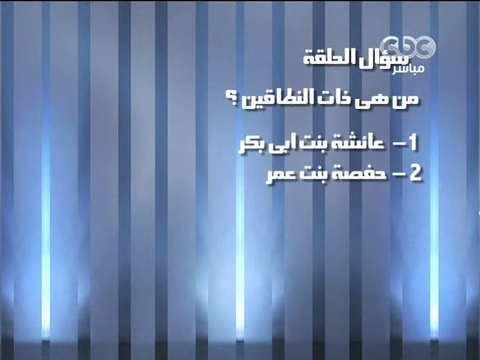 cbc
سؤال الحلقة
مباشر
من هى ذات النطاقين ؟
1 – عائشة بنت ابى بكر
2 – حفصة بنت عمر